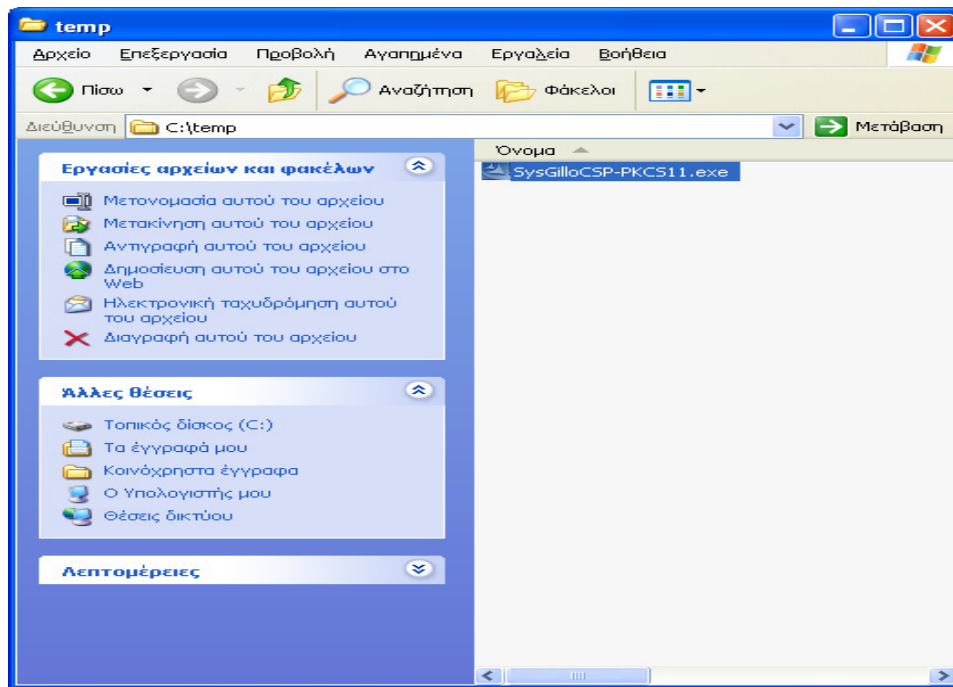 temp
Αρχείο Επεξεργασία Προβολή Αγαπημένα Εργαλεία Βοήθεια
Πίσω Αναζήτηση Φάκελοι
Διεύθυνση C:\temp Μετάβαση
Όνομα
SysGilloCSP-PKCS11.exe
Εργασίες αρχείων και φακέλων
Μετονομασία αυτού του αρχείου
Μετακίνηση αυτού του αρχείου
Αντιγραφή αυτού του αρχείου
Δημοσίευση αυτού του αρχείου στο
Web
Ηλεκτρονική ταχυδρόμηση αυτού
του αρχείου
Διαγραφή αυτού του αρχείου
Άλλες θέσεις
Τοπικός δίσκος (C:)
Τα έγγραφά μου
Κοινόχρηστα έγγραφα
Ο Υπολογιστής μου
Θέσεις δικτύου
Λεπτομέρειες